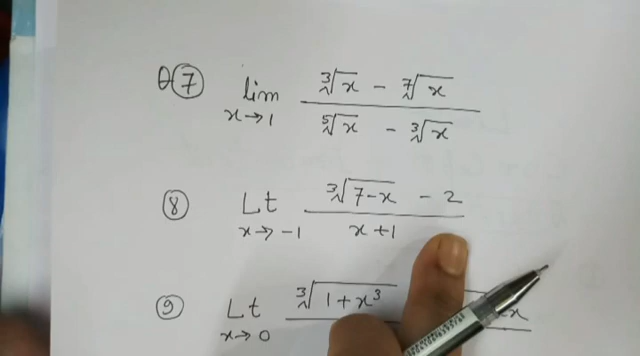 Q⑦ lim x→1 (∛x - ⁷√x) / (⁵√x - ∛x)
⑧ Lt x→-1 (∛(7-x) - 2) / (x+1)
⑨ Lt x→0 ∛(1+x³) x